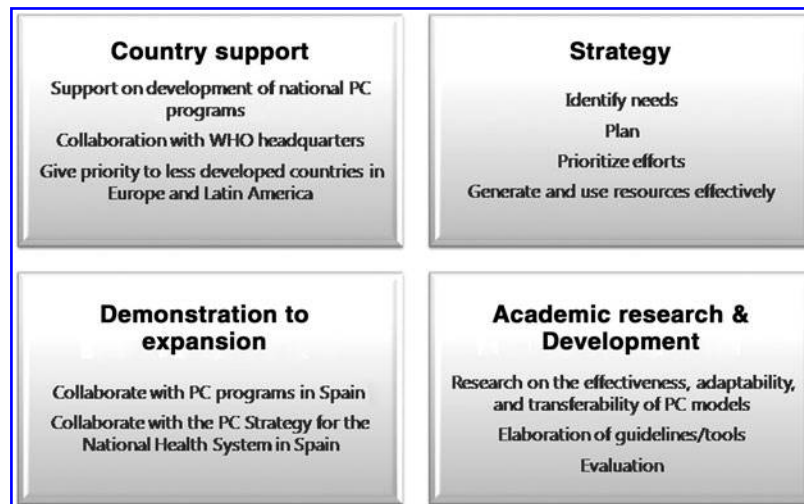 Country support
Support on development of national PC
programs
Collaboration with WHO headquarters
Give priority to less developed countries in
Europe and Latin America
Strategy
Identify needs
Plan
Prioritize efforts
Generate and use resources effectively
Demonstration to
expansion
Collaborate with PC programs in Spain
Collaborate with the PC Strategy for the
National Health System in Spain
Academic research &
Development
Research on the effectiveness, adaptability,
and transferability of PC models
Elaboration of guidelines/tools
Evaluation